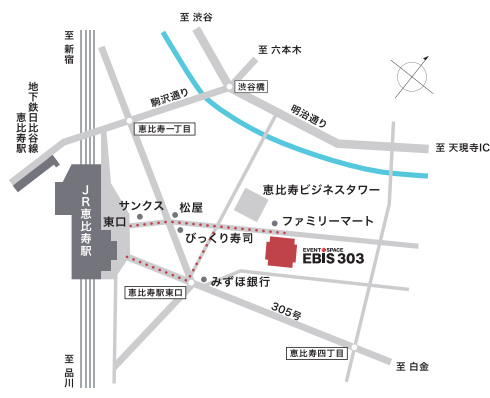 至 渋谷
至 新宿
至 六本木
渋谷橋
駒沢通り
明治通り
地下鉄日比谷線
恵比寿駅
恵比寿一丁目
至 天現寺IC
恵比寿ビジネスタワー
サンクス
松屋
東口
ファミリーマート
びっくり寿司
JR恵比寿駅
EVENT SPACE
EBIS 303
みずほ銀行
恵比寿駅東口
305号
恵比寿四丁目
至 品川
至 白金